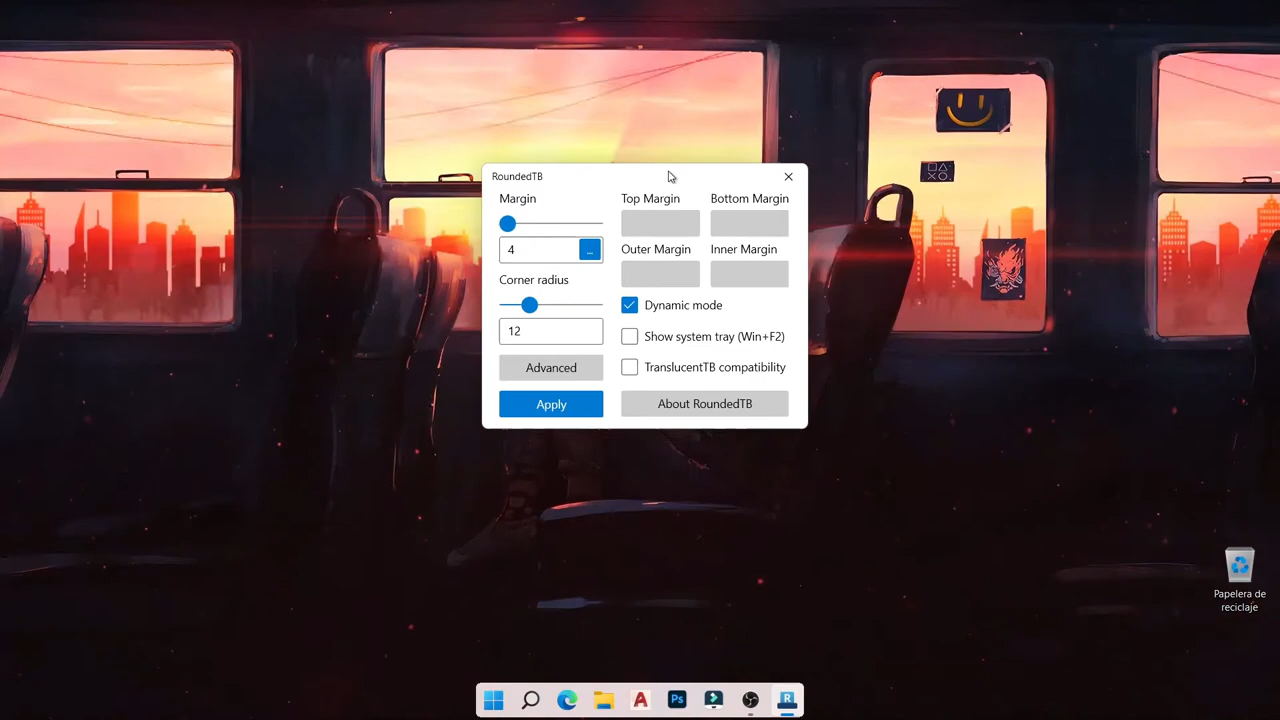 RoundedTB
Margin
Top Margin
Bottom Margin
4
...
Outer Margin
Inner Margin
Corner radius
12
Dynamic mode
Show system tray (Win+F2)
TranslucentTB compatibility
Advanced
Apply
About RoundedTB
Papelera de
reciclaje
A
Ps
R